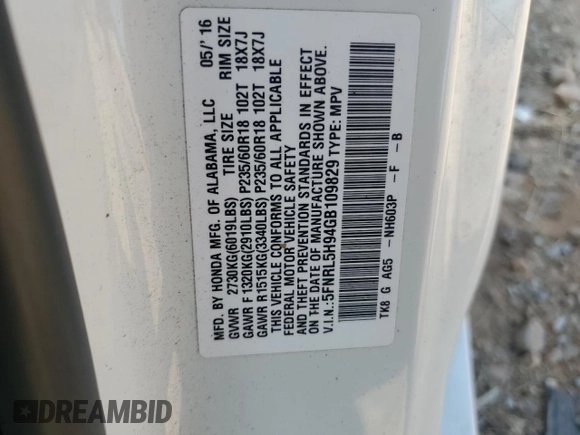 MFD. BY HONDA MFG. OF ALABAMA, LLC 05/'16
GVWR 2730KG(6019LBS) TIRE SIZE RIM SIZE
GAWR F 1320KG(2910LBS) P235/60R18 102T 18X7J
GAWR R 1515KG(3340LBS) P235/60R18 102T 18X7J
THIS VEHICLE CONFORMS TO ALL APPLICABLE
FEDERAL MOTOR VEHICLE SAFETY
AND THEFT PREVENTION STANDARDS IN EFFECT
ON THE DATE OF MANUFACTURE SHOWN ABOVE.
V.I.N.:5FNRL5H94GB109829 TYPE: MPV
TK8 G AG5 -NH603P -F -B
DREAMBID